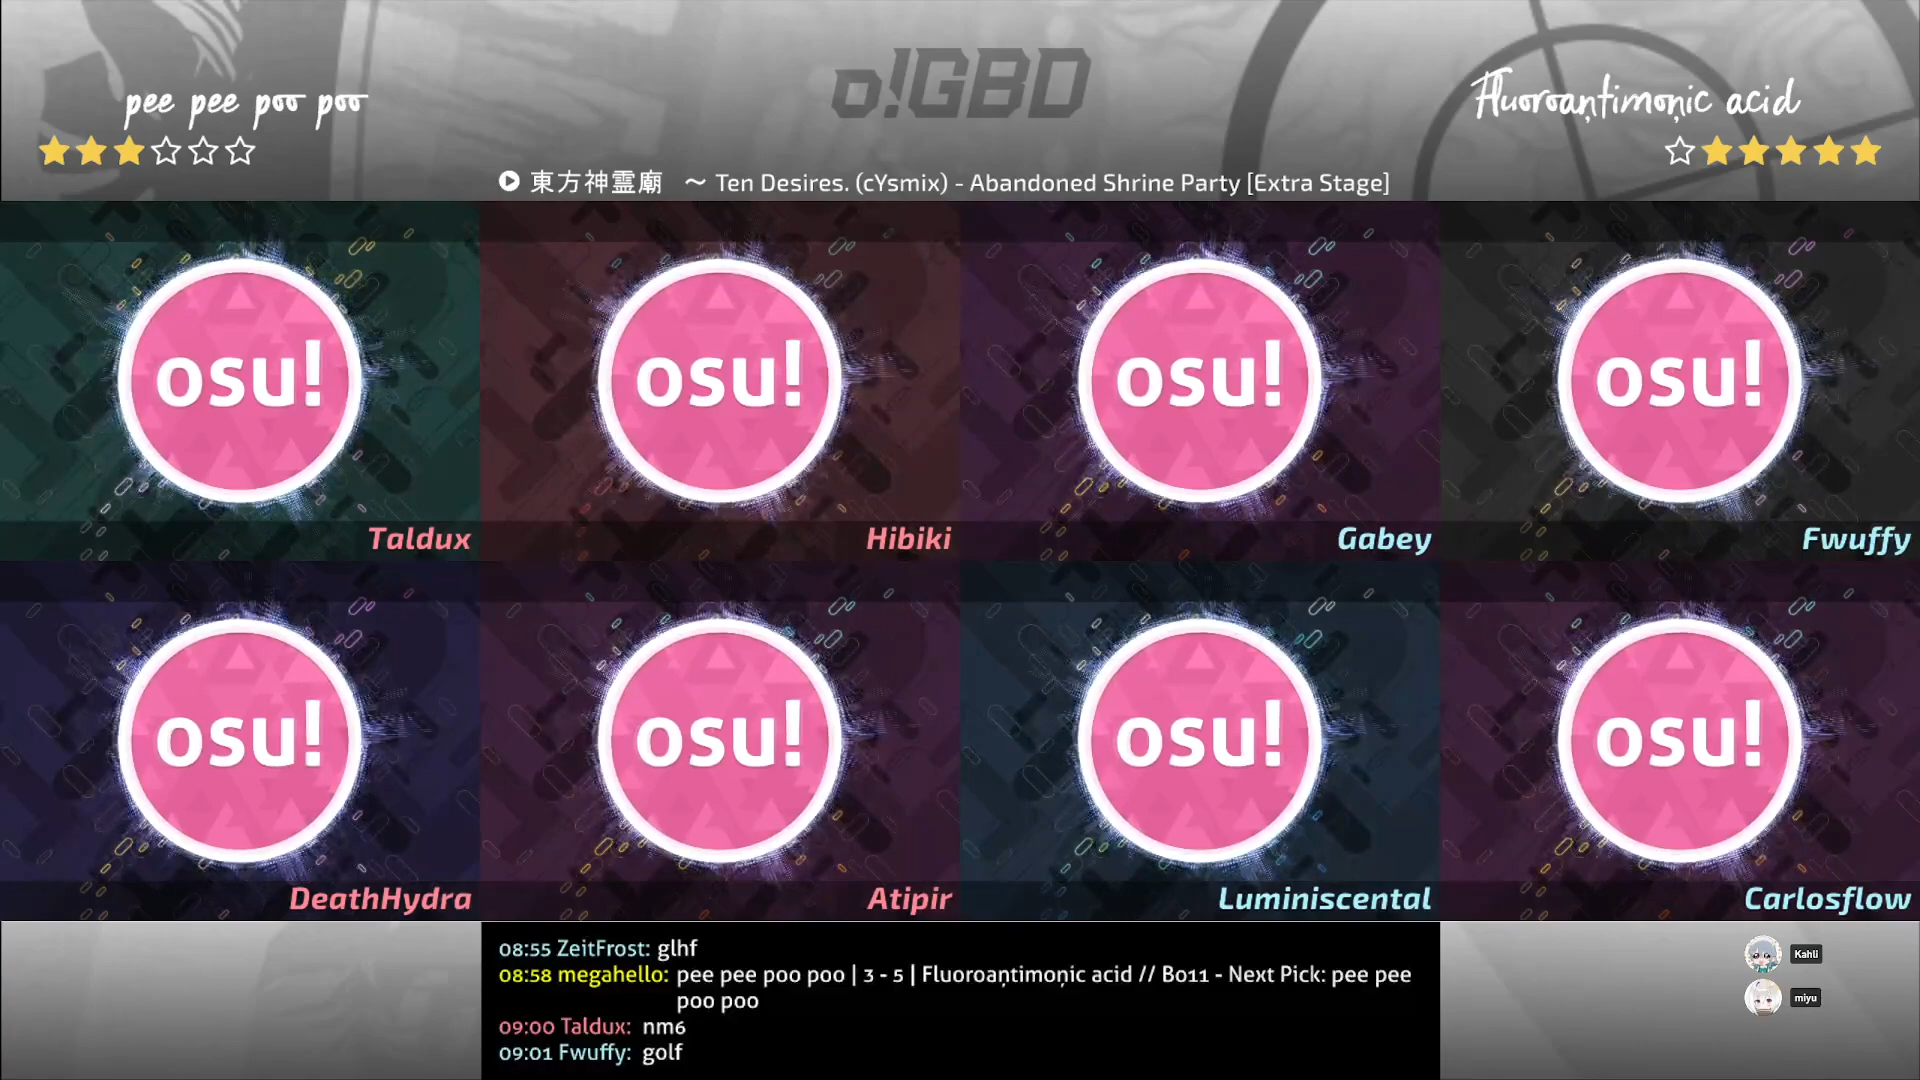 o!GBD
pee pee poo poo
Fluoroaņtimoņic acid
東方神霊廟 ～ Ten Desires. (cYsmix) - Abandoned Shrine Party [Extra Stage]
osu! osu! osu! osu!
Taldux Hibiki Gabey Fwuffy
osu! osu! osu! osu!
DeathHydra Atipir Luminiscental Carlosflow
08:55 ZeitFrost: glhf
08:58 megahello: pee pee poo poo | 3 - 5 | Fluoroaņtimoņic acid // Bo11 - Next Pick: pee pee
poo poo
09:00 Taldux: nm6
09:01 Fwuffy: golf
Kahli
miyu